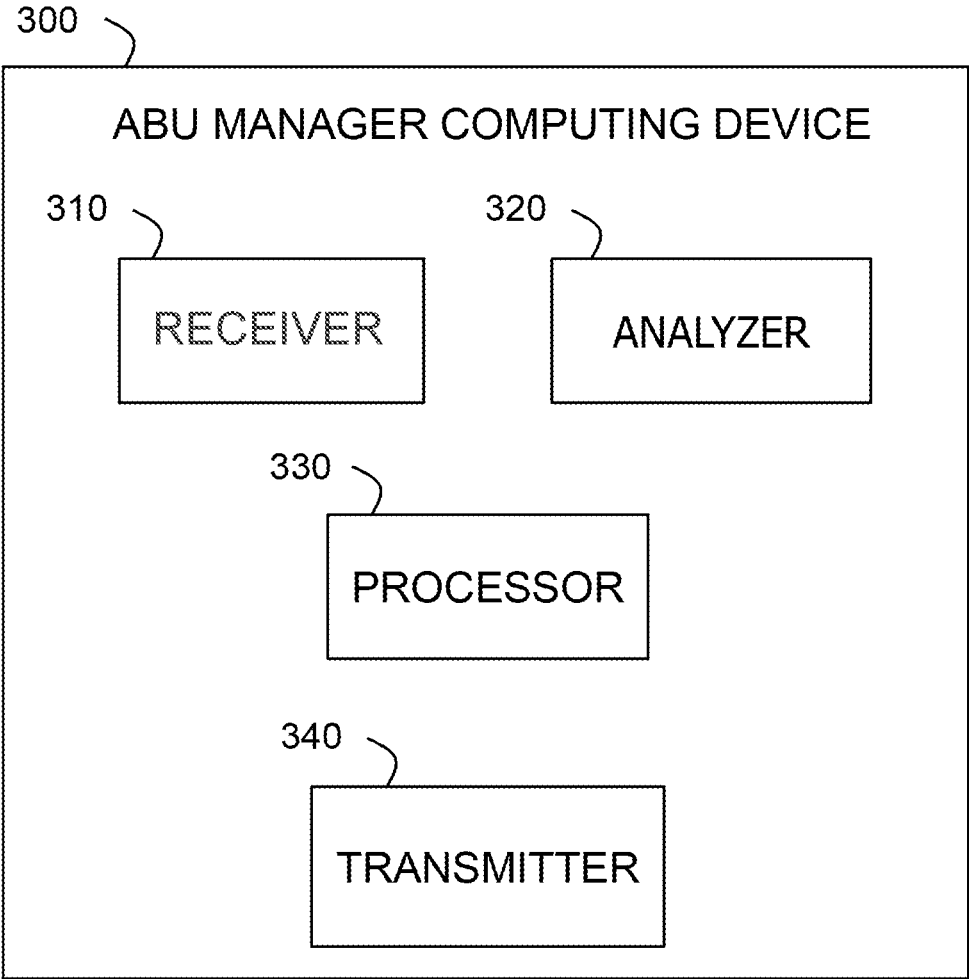 300
ABU MANAGER COMPUTING DEVICE
310
320
RECEIVER
ANALYZER
330
PROCESSOR
340
TRANSMITTER